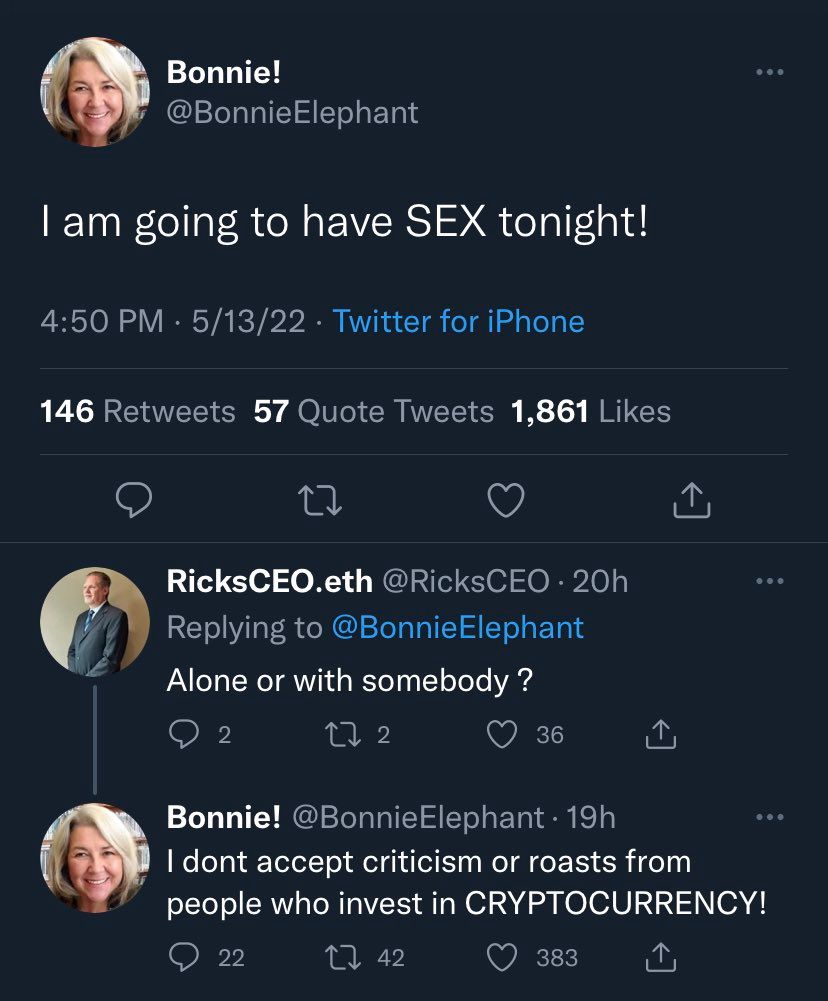 Bonnie!
@BonnieElephant
I am going to have SEX tonight!
4:50 PM · 5/13/22 · Twitter for iPhone
146 Retweets 57 Quote Tweets 1,861 Likes
RicksCEO.eth @RicksCEO · 20h
Replying to @BonnieElephant
Alone or with somebody ?
2 2 36
Bonnie! @BonnieElephant · 19h
I dont accept criticism or roasts from
people who invest in CRYPTOCURRENCY!
22 42 383